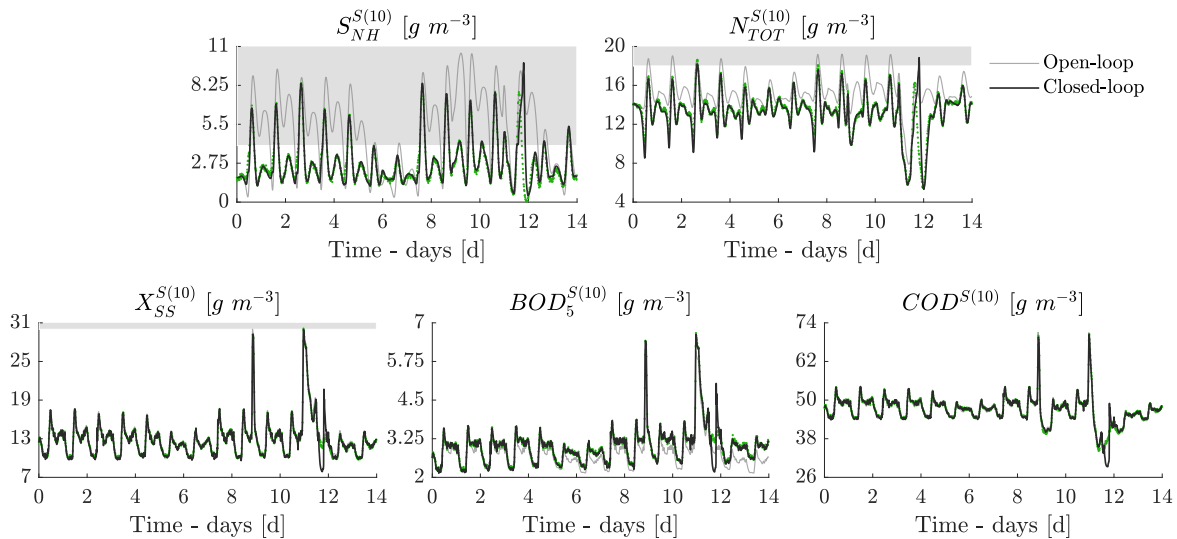 S_{NH}^{S(10)} [g m^{-3}]
N_{TOT}^{S(10)} [g m^{-3}]
11
8.25
5.5
2.75
0
0 2 4 6 8 10 12 14
Time - days [d]
20
16
12
8
4
0 2 4 6 8 10 12 14
Time - days [d]
Open-loop
Closed-loop
X_{SS}^{S(10)} [g m^{-3}]
31
25
19
13
7
0 2 4 6 8 10 12 14
Time - days [d]
BOD_5^{S(10)} [g m^{-3}]
7
5.75
4.5
3.25
2
0 2 4 6 8 10 12 14
Time - days [d]
COD^{S(10)} [g m^{-3}]
74
62
50
38
26
0 2 4 6 8 10 12 14
Time - days [d]